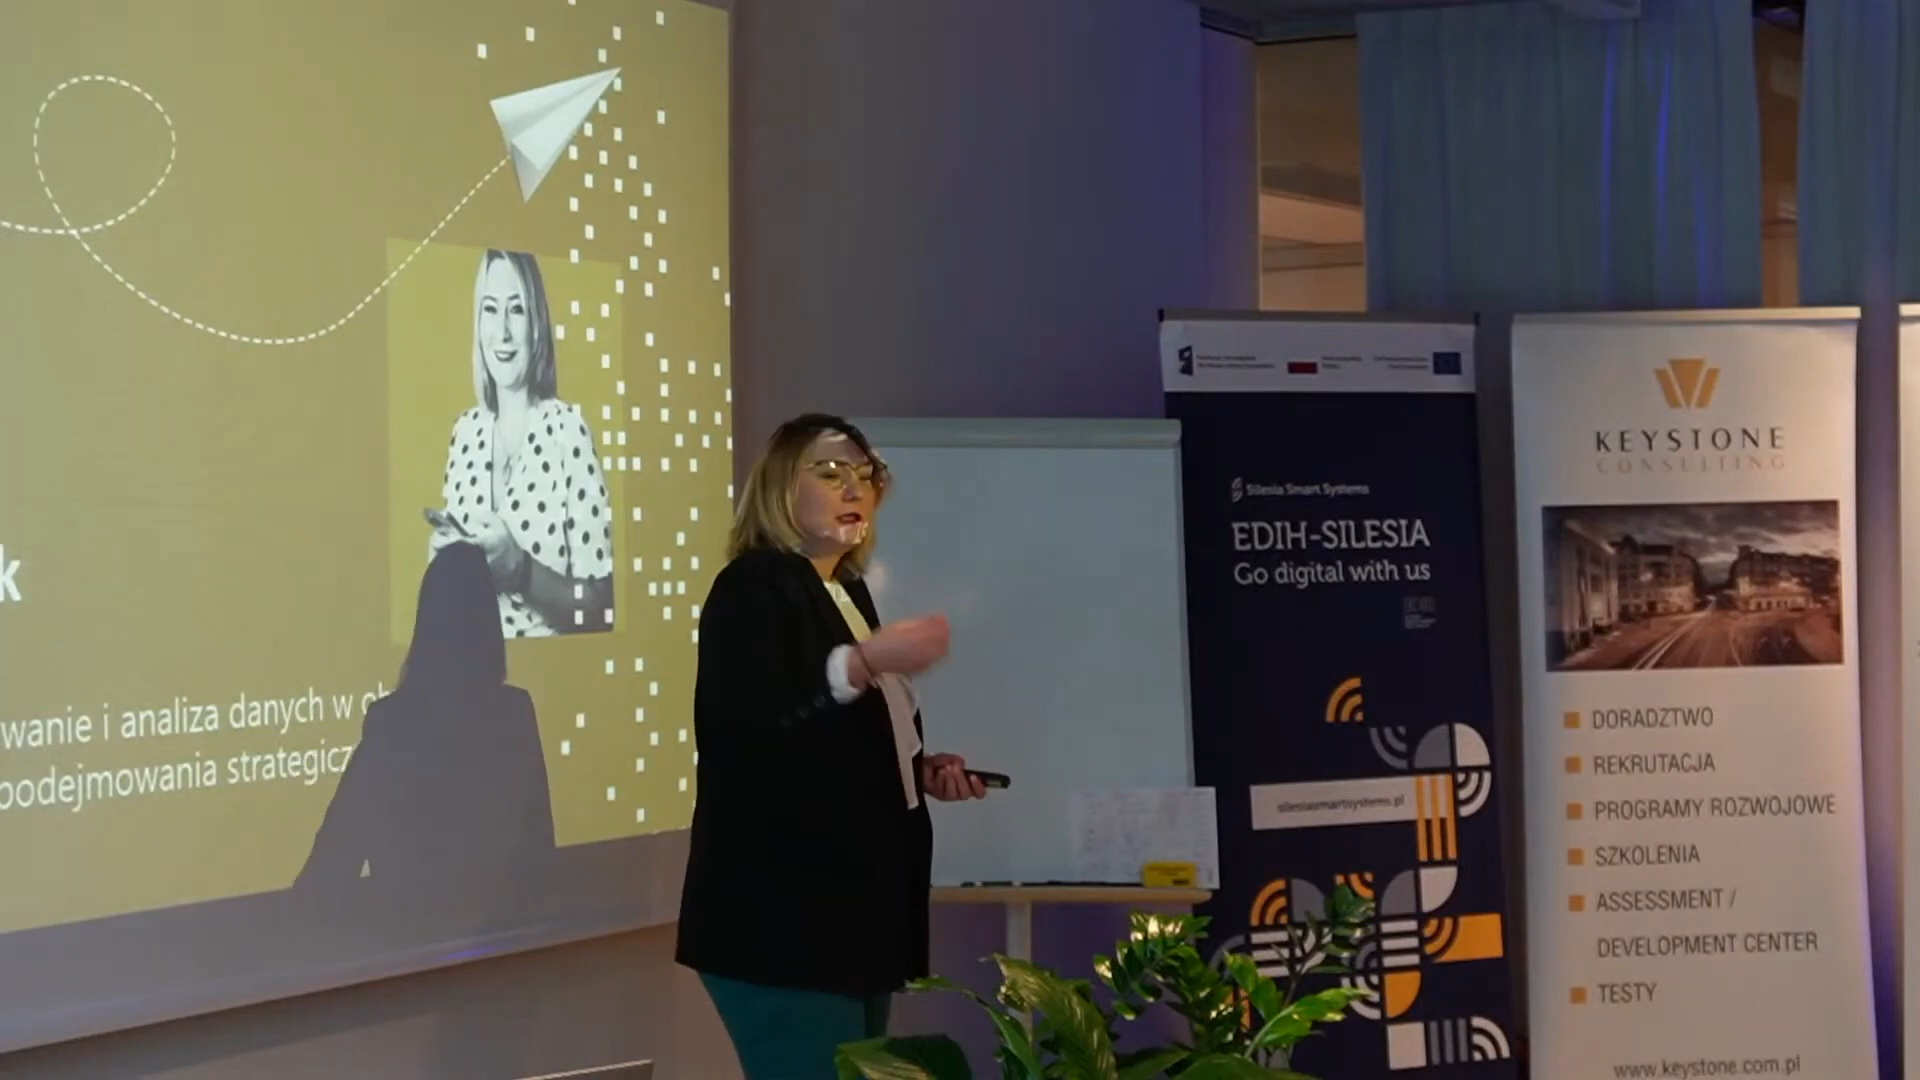 k
wanie i analiza danych w
podejmowania strategicz
Silesia Smart Systems
EDIH-SILESIA
Go digital with us
silesiasmartsystems.pl
KEYSTONE
CONSULTING
DORADZTWO
REKRUTACJA
PROGRAMY ROZWOJOWE
SZKOLENIA
ASSESSMENT /
DEVELOPMENT CENTER
TESTY
www.keystone.com.pl